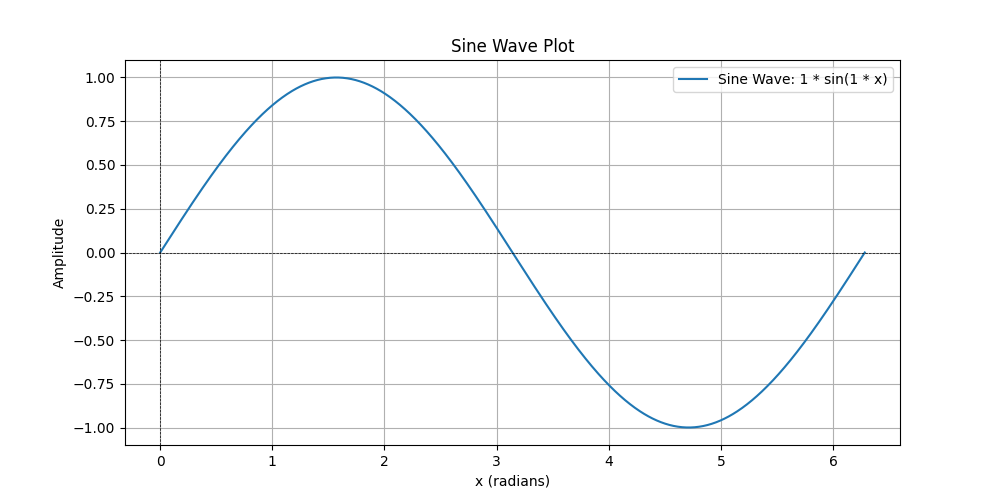 Sine Wave Plot
Sine Wave: 1 * sin(1 * x)
Amplitude
1.00
0.75
0.50
0.25
0.00
−0.25
−0.50
−0.75
−1.00
0 1 2 3 4 5 6
x (radians)